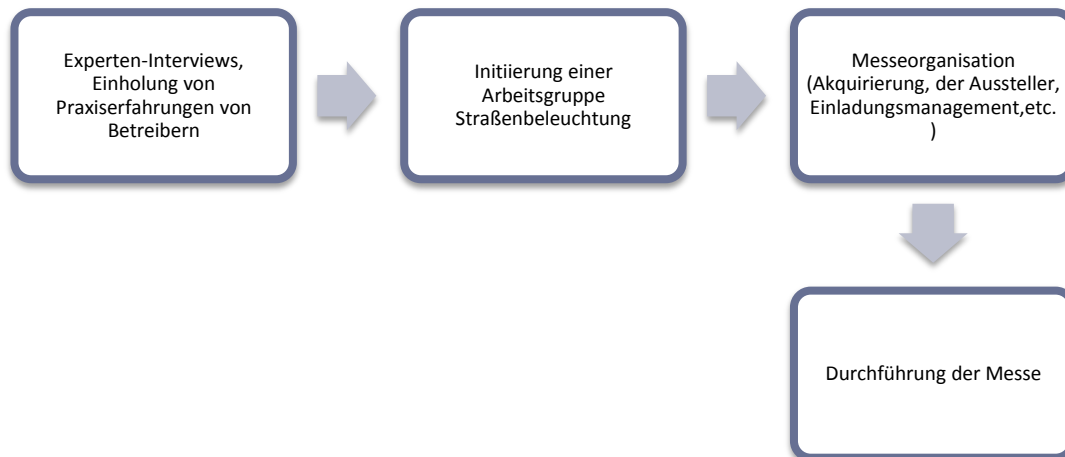 Experten-Interviews,
Einholung von
Praxiserfahrungen von
Betreibern
Initiierung einer
Arbeitsgruppe
Straßenbeleuchtung
Messeorganisation
(Akquirierung, der Aussteller,
Einladungsmanagement,etc.
)
Durchführung der Messe